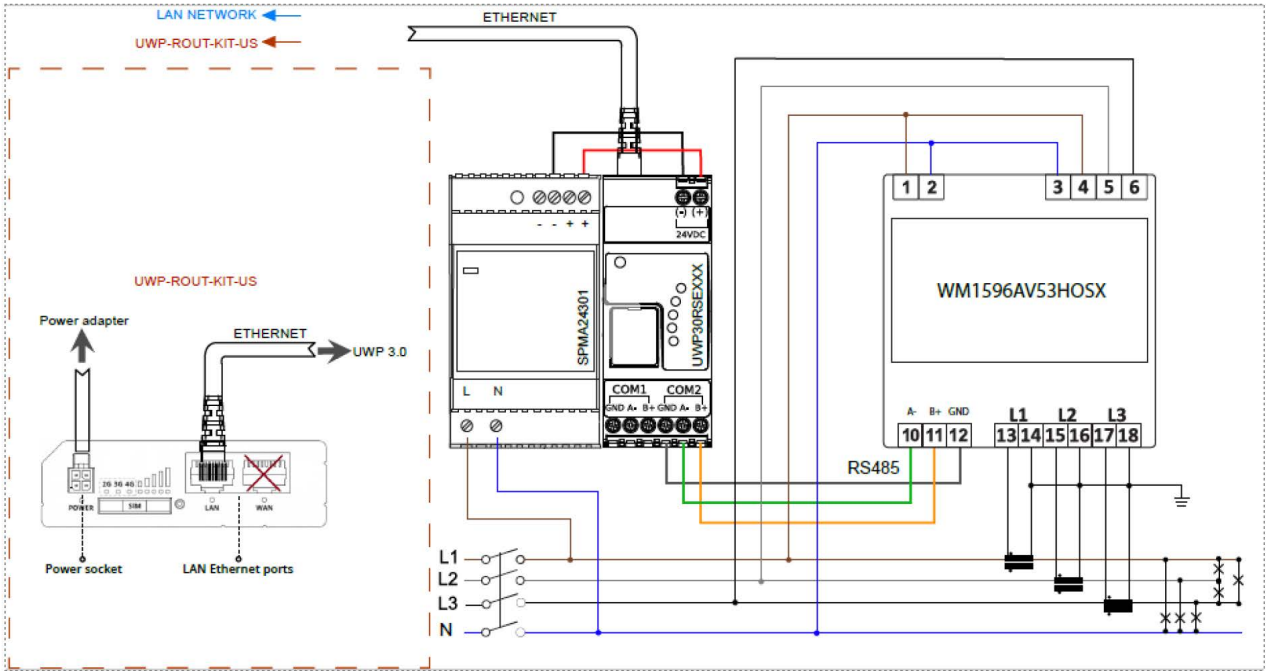 LAN NETWORK
ETHERNET
UWP-ROUT-KIT-US
1 2 3 4 5 6
- - + +
(-) (+)
24VDC
UWP-ROUT-KIT-US
WM1596AV53HOSX
SPMA24301
UWP30RSEXXX
Power adapter
ETHERNET
UWP 3.0
L N
COM1 COM2
GND A- B+ GND A- B+
A- B+ GND L1 L2 L3
10 11 12 13 14 15 16 17 18
RS485
2G 3G 4G
POWER SIM LAN WAN
Power socket
LAN Ethernet ports
L1
L2
L3
N